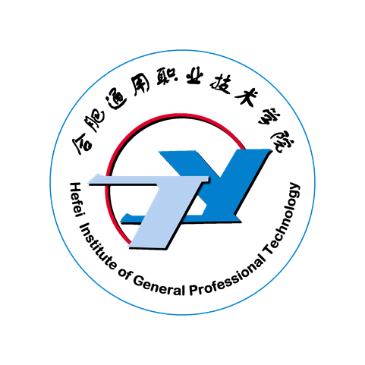 合肥通用职业技术学院
Hefei Institute of General Professional Technology